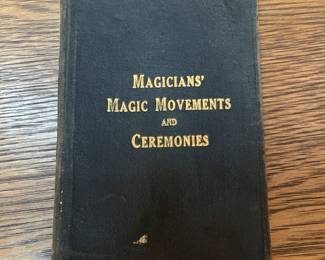 MAGICIANS'
MAGIC MOVEMENTS
AND
CEREMONIES